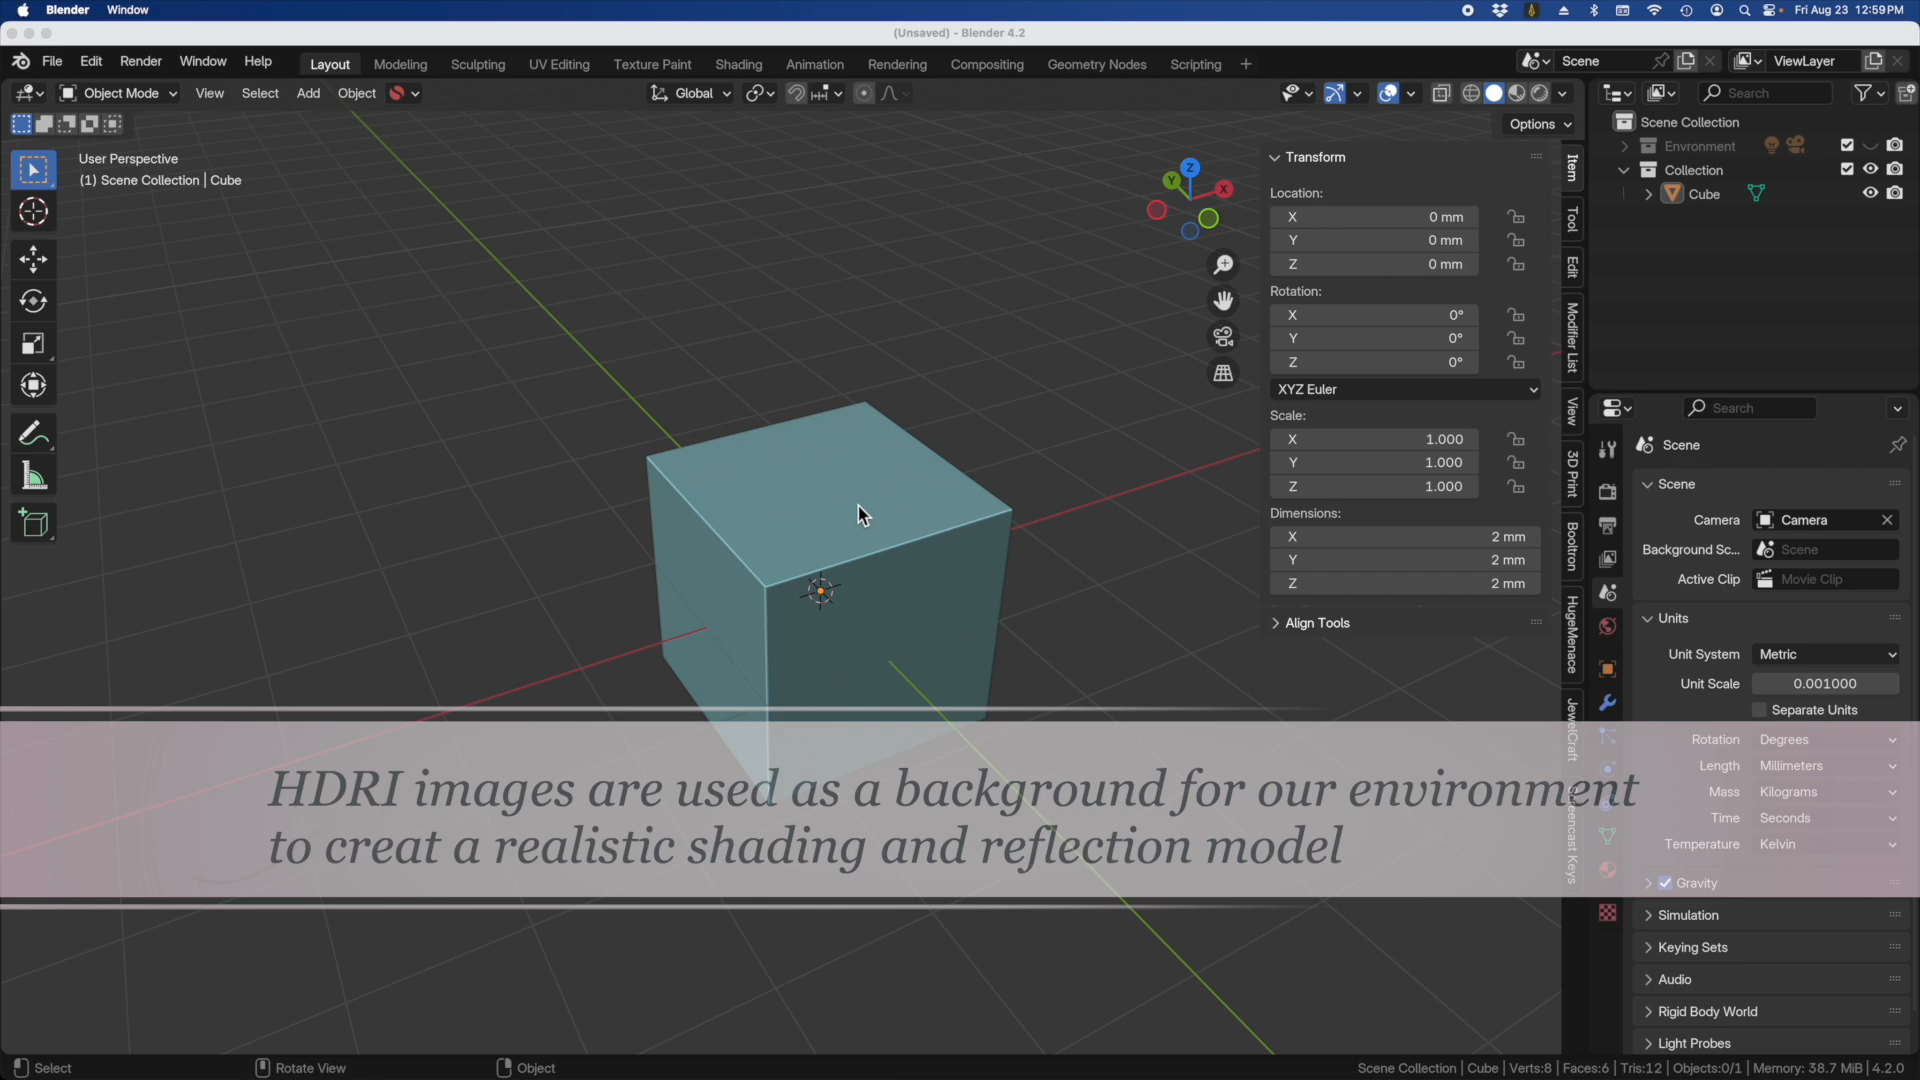 Blender Window
Fri Aug 23 12:59 PM
(Unsaved) - Blender 4.2
File Edit Render Window Help
Layout Modeling Sculpting UV Editing Texture Paint Shading Animation Rendering Compositing Geometry Nodes Scripting +
Scene
ViewLayer
Object Mode View Select Add Object
Global
Search
Options
User Perspective
(1) Scene Collection | Cube
Z
Y
X
Transform
Location:
X 0 mm
Y 0 mm
Z 0 mm
Rotation:
X 0°
Y 0°
Z 0°
XYZ Euler
Scale:
X 1.000
Y 1.000
Z 1.000
Dimensions:
X 2 mm
Y 2 mm
Z 2 mm
Align Tools
Item
Tool
Edit
Modifier List
View
3D Print
Booltron
HugeMenace
JewelCraft
Screencast Keys
Scene Collection
Environment
Collection
Cube
Search
Scene
Scene
Camera Camera
Background Sc... Scene
Active Clip Movie Clip
Units
Unit System Metric
Unit Scale 0.001000
Separate Units
Rotation Degrees
Length Millimeters
Mass Kilograms
Time Seconds
Temperature Kelvin
Gravity
Simulation
Keying Sets
Audio
Rigid Body World
Light Probes
HDRI images are used as a background for our environment
to creat a realistic shading and reflection model
Select Rotate View Object
Scene Collection | Cube | Verts:8 | Faces:6 | Tris:12 | Objects:0/1 | Memory: 38.7 MiB | 4.2.0